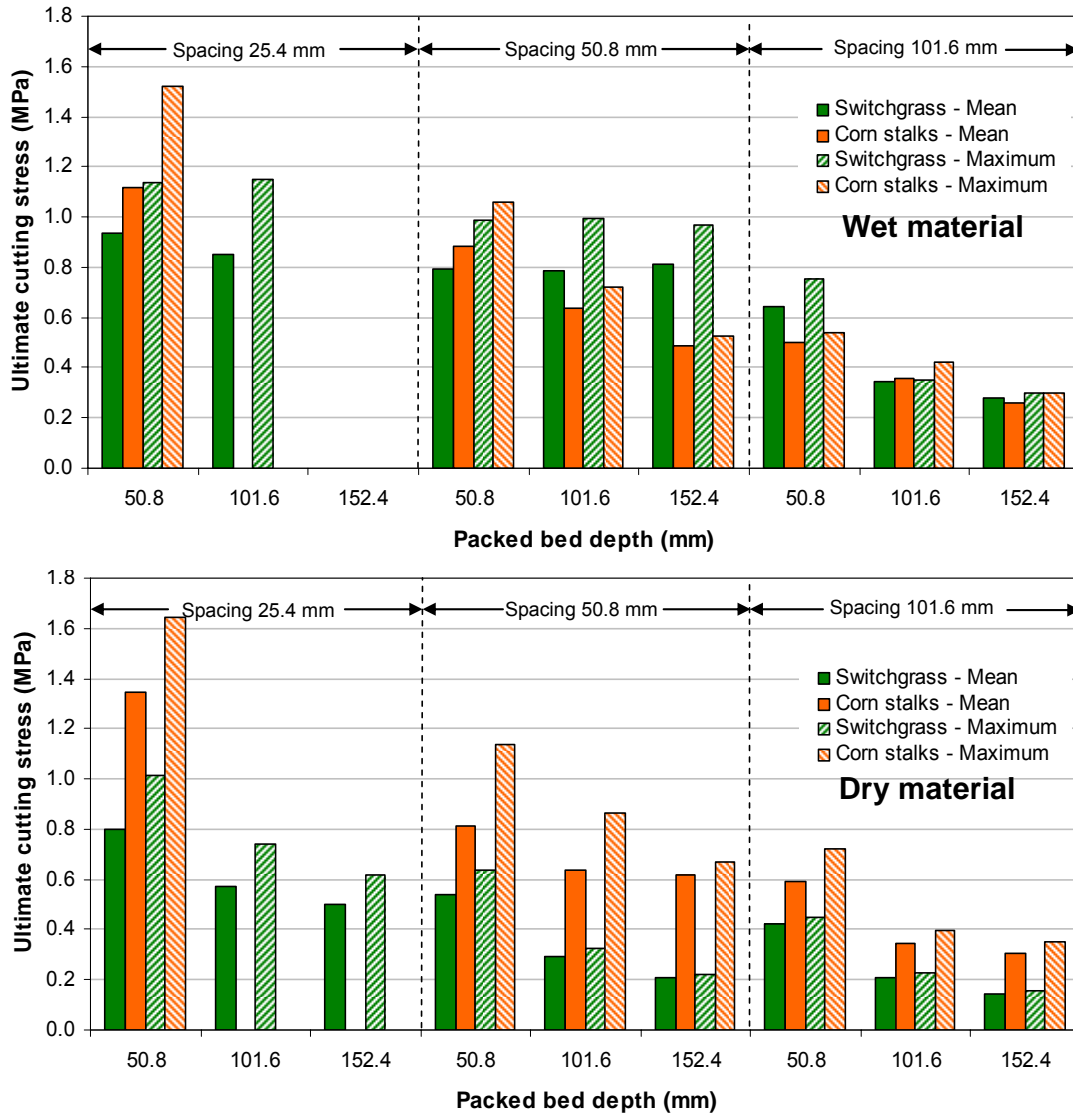 1.8
Spacing 25.4 mm Spacing 50.8 mm Spacing 101.6 mm
1.6
1.4
1.2
1.0
0.8
0.6
0.4
0.2
0.0
Ultimate cutting stress (MPa)
Switchgrass - Mean
Corn stalks - Mean
Switchgrass - Maximum
Corn stalks - Maximum
Wet material
50.8 101.6 152.4 50.8 101.6 152.4 50.8 101.6 152.4
Packed bed depth (mm)
1.8
Spacing 25.4 mm Spacing 50.8 mm Spacing 101.6 mm
1.6
1.4
1.2
1.0
0.8
0.6
0.4
0.2
0.0
Ultimate cutting stress (MPa)
Switchgrass - Mean
Corn stalks - Mean
Switchgrass - Maximum
Corn stalks - Maximum
Dry material
50.8 101.6 152.4 50.8 101.6 152.4 50.8 101.6 152.4
Packed bed depth (mm)